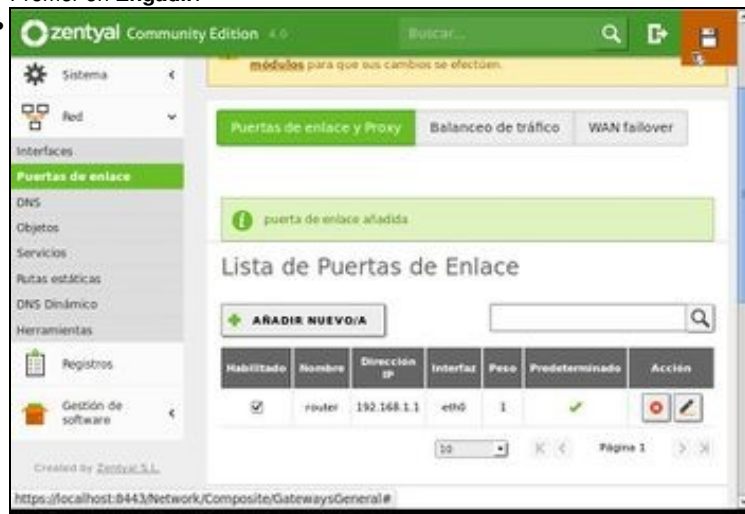 Premer en Engadir.
zentyal Community Edition 4.0
Buscar...
módulos para que sus cambios se efectúen.
Sistema
Red
Puertas de enlace y Proxy Balanceo de tráfico WAN failover
Interfaces
Puertas de enlace
DNS
Objetos
puerta de enlace añadida
Servicios
Rutas estáticas
Lista de Puertas de Enlace
DNS Dinámico
Herramientas
AÑADIR NUEVO/A
Registros
Habilitado Nombre Dirección IP Interfaz Peso Predeterminado Acción
router 192.168.1.1 eth0 1
Gestión de software
10 Página 1
Created by Zentyal S.L.
https://localhost:8443/Network/Composite/GatewaysGeneral#